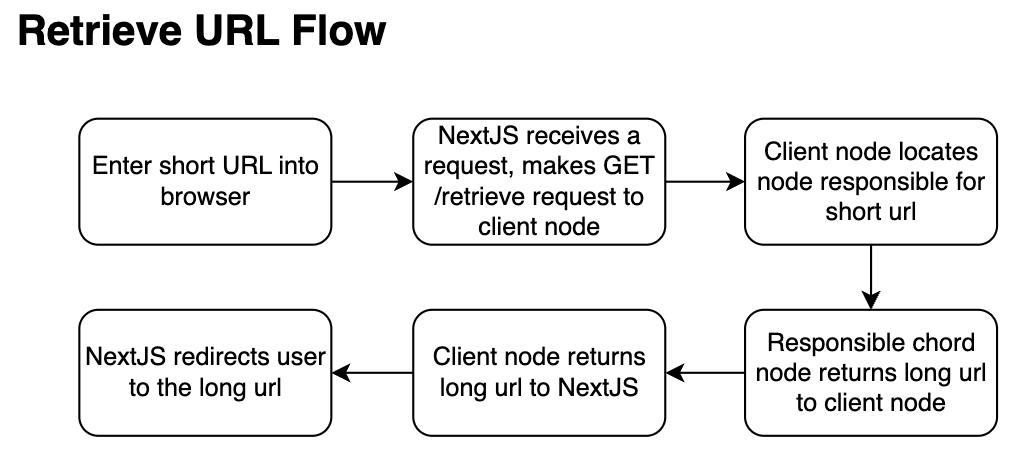 Retrieve URL Flow
Enter short URL into
browser
NextJS receives a
request, makes GET
/retrieve request to
client node
Client node locates
node responsible for
short url
Responsible chord
node returns long url
to client node
Client node returns
long url to NextJS
NextJS redirects user
to the long url